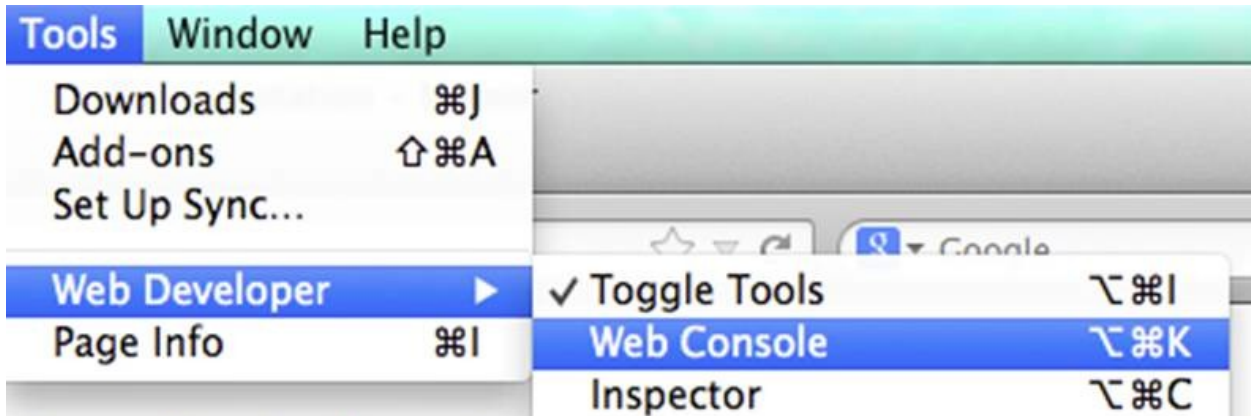 Tools Window Help
Downloads ⌘J
Add-ons ⇧⌘A
Set Up Sync...
Google
Web Developer ▶
✓ Toggle Tools ⌥⌘I
Page Info ⌘I
Web Console ⌥⌘K
Inspector ⌥⌘C